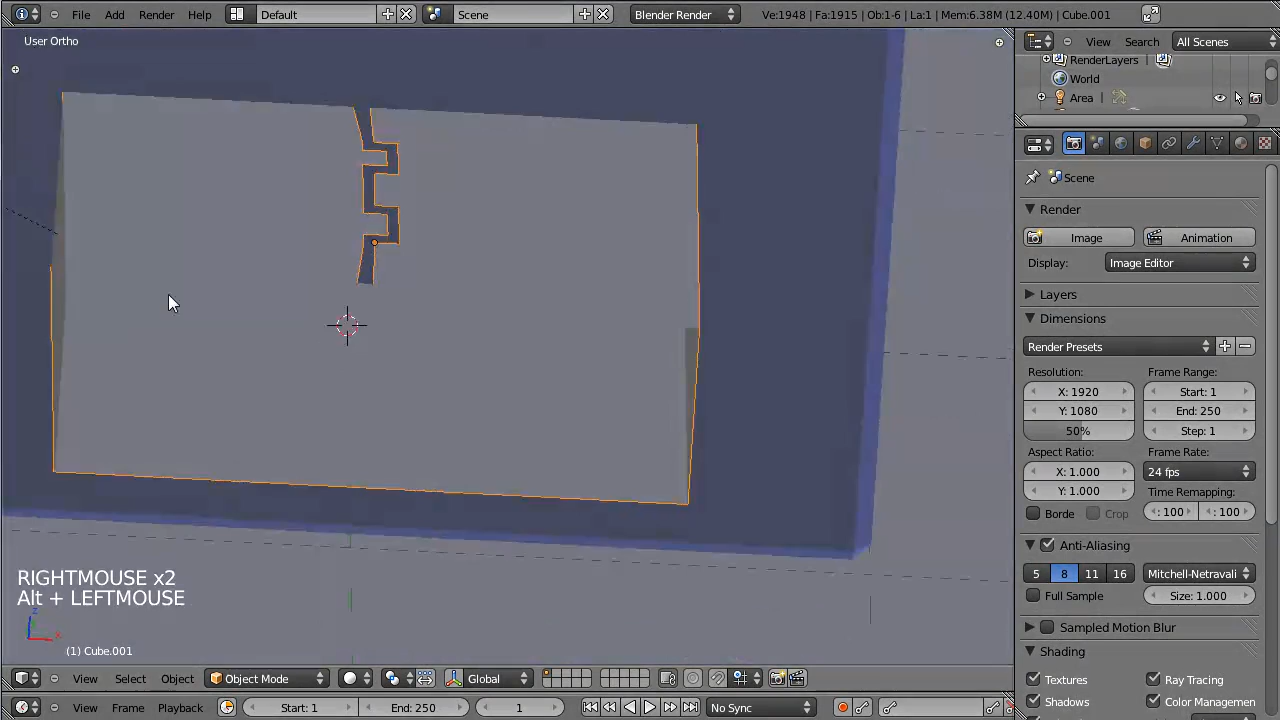 File Add Render Help Default Scene Blender Render Ve:1948 | Fa:1915 | Ob:1-6 | La:1 | Mem:6.38M (12.40M) | Cube.001
User Ortho
View Search All Scenes
RenderLayers
World
Area
Scene
Render
Image Animation
Display: Image Editor
Layers
Dimensions
Render Presets
Resolution: Frame Range:
X: 1920 Start: 1
Y: 1080 End: 250
50% Step: 1
Aspect Ratio: Frame Rate:
X: 1.000 24 fps
Y: 1.000 Time Remapping:
Borde Crop : 100 : 100
Anti-Aliasing
5 8 11 16 Mitchell-Netravali
Full Sample Size: 1.000
Sampled Motion Blur
Shading
Textures Ray Tracing
Shadows Color Managemen
RIGHTMOUSE x2
Alt + LEFTMOUSE
z
x
(1) Cube.001
View Select Object Object Mode Global
View Frame Playback Start: 1 End: 250 1 No Sync